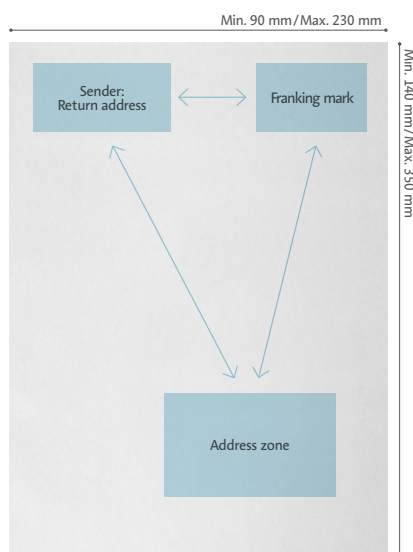 Min. 90 mm/Max. 230 mm
Min. 140 mm/Max. 350 mm
Sender:
Return address
Franking mark
Address zone